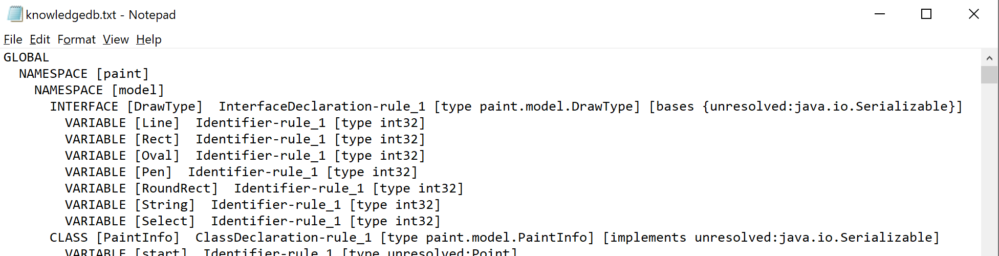 knowledgedb.txt - Notepad
File Edit Format View Help
GLOBAL
  NAMESPACE [paint]
    NAMESPACE [model]
      INTERFACE [DrawType]  InterfaceDeclaration-rule_1 [type paint.model.DrawType] [bases {unresolved:java.io.Serializable}]
        VARIABLE [Line]  Identifier-rule_1 [type int32]
        VARIABLE [Rect]  Identifier-rule_1 [type int32]
        VARIABLE [Oval]  Identifier-rule_1 [type int32]
        VARIABLE [Pen]  Identifier-rule_1 [type int32]
        VARIABLE [RoundRect]  Identifier-rule_1 [type int32]
        VARIABLE [String]  Identifier-rule_1 [type int32]
        VARIABLE [Select]  Identifier-rule_1 [type int32]
      CLASS [PaintInfo]  ClassDeclaration-rule_1 [type paint.model.PaintInfo] [implements unresolved:java.io.Serializable]
        VARIABLE [start]  Identifier-rule_1 [type unresolved:Point]